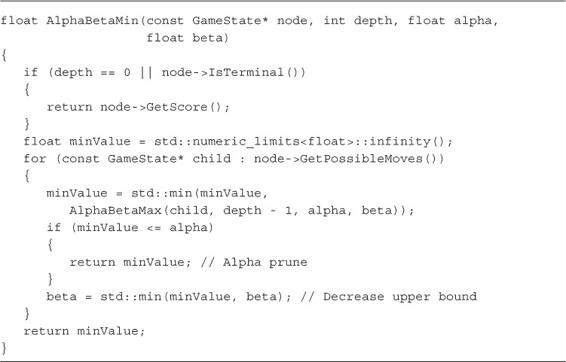 float AlphaBetaMin(const GameState* node, int depth, float alpha,
                   float beta)
{
   if (depth == 0 || node->IsTerminal())
   {
      return node->GetScore();
   }
   float minValue = std::numeric_limits<float>::infinity();
   for (const GameState* child : node->GetPossibleMoves())
   {
      minValue = std::min(minValue,
         AlphaBetaMax(child, depth - 1, alpha, beta));
      if (minValue <= alpha)
      {
         return minValue; // Alpha prune
      }
      beta = std::min(minValue, beta); // Decrease upper bound
   }
   return minValue;
}